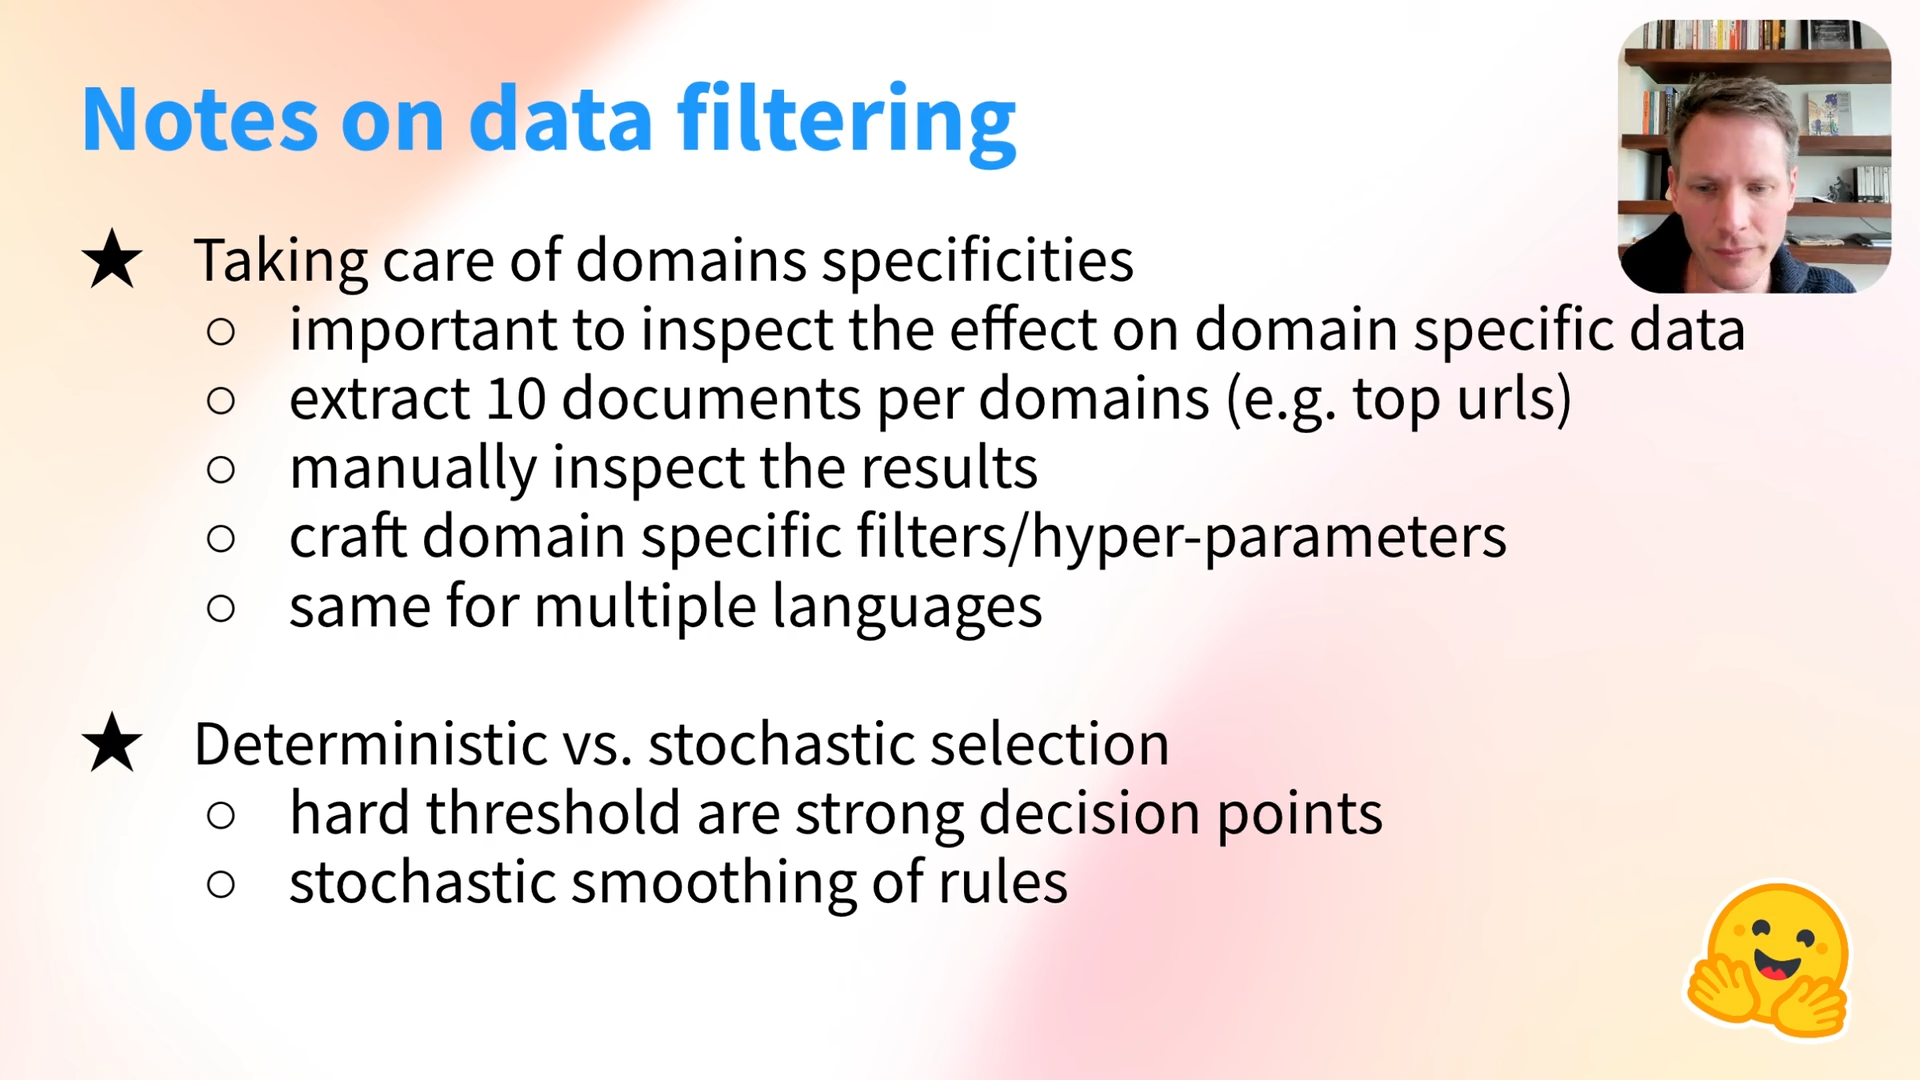 Notes on data filtering
★ Taking care of domains specificities
○ important to inspect the effect on domain specific data
○ extract 10 documents per domains (e.g. top urls)
○ manually inspect the results
○ craft domain specific filters/hyper-parameters
○ same for multiple languages
★ Deterministic vs. stochastic selection
○ hard threshold are strong decision points
○ stochastic smoothing of rules